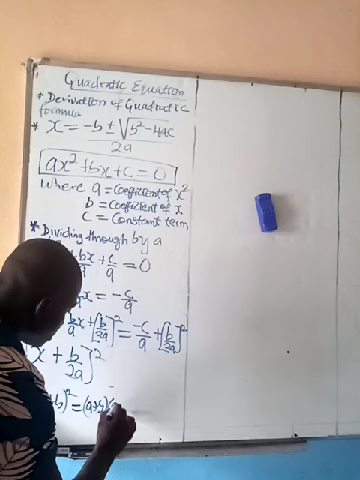 Quadratic Equation
* Derivation of Quadratic
formula
* x = -b ± √b² - 4ac
2a
ax² + bx + c = 0
where a = coefficient of x²
b = coefficient of x
c = constant term
* Dividing through by a
bx/a + c/a = 0
x = -c/a
b/a x + [b/2a]² = -c/a + [b/2a]²
[x + b/2a]²
+b)² = (a+b)(